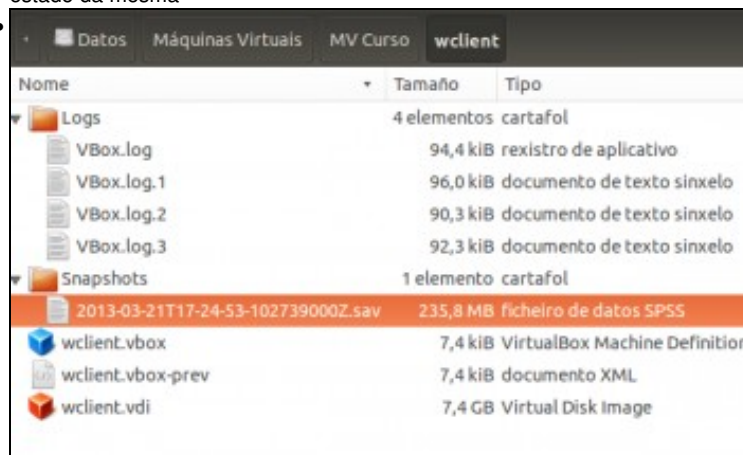 estado da mesma
Datos Máquinas Virtuais MV Curso wclient
Nome Tamaño Tipo
Logs 4 elementos cartafol
VBox.log 94,4 kiB rexistro de aplicativo
VBox.log.1 96,0 kiB documento de texto sinxelo
VBox.log.2 90,3 kiB documento de texto sinxelo
VBox.log.3 92,3 kiB documento de texto sinxelo
Snapshots 1 elemento cartafol
2013-03-21T17-24-53-102739000Z.sav 235,8 MB ficheiro de datos SPSS
wclient.vbox 7,4 kiB VirtualBox Machine Definition
wclient.vbox-prev 7,4 kiB documento XML
wclient.vdi 7,4 GB Virtual Disk Image